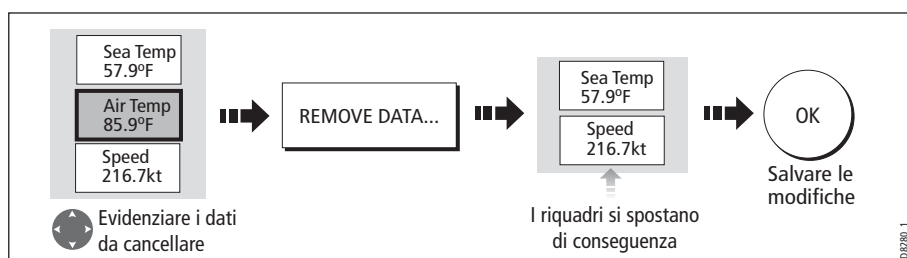 Sea Temp
57.9ºF
Air Temp
85.9ºF
Speed
216.7kt
Evidenziare i dati
da cancellare
REMOVE DATA...
Sea Temp
57.9ºF
Speed
216.7kt
I riquadri si spostano
di conseguenza
OK
Salvare le
modifiche
D8280_1